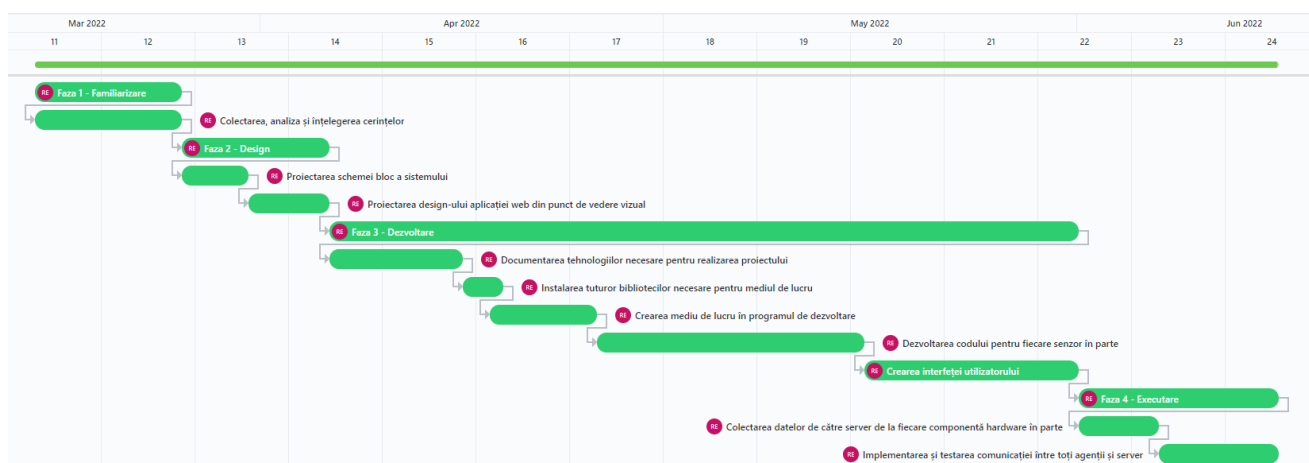 Mar 2022 Apr 2022 May 2022 Jun 2022
11 12 13 14 15 16 17 18 19 20 21 22 23 24
RE Faza 1 - Familiarizare
RE Colectarea, analiza și înțelegerea cerințelor
RE Faza 2 - Design
RE Proiectarea schemei bloc a sistemului
RE Proiectarea design-ului aplicației web din punct de vedere vizual
RE Faza 3 - Dezvoltare
RE Documentarea tehnologiilor necesare pentru realizarea proiectului
RE Instalarea tuturor bibliotecilor necesare pentru mediul de lucru
RE Crearea mediu de lucru în programul de dezvoltare
RE Dezvoltarea codului pentru fiecare senzor în parte
RE Crearea interfeței utilizatorului
RE Faza 4 - Executare
RE Colectarea datelor de către server de la fiecare componentă hardware în parte
RE Implementarea și testarea comunicației între toți agenții și server